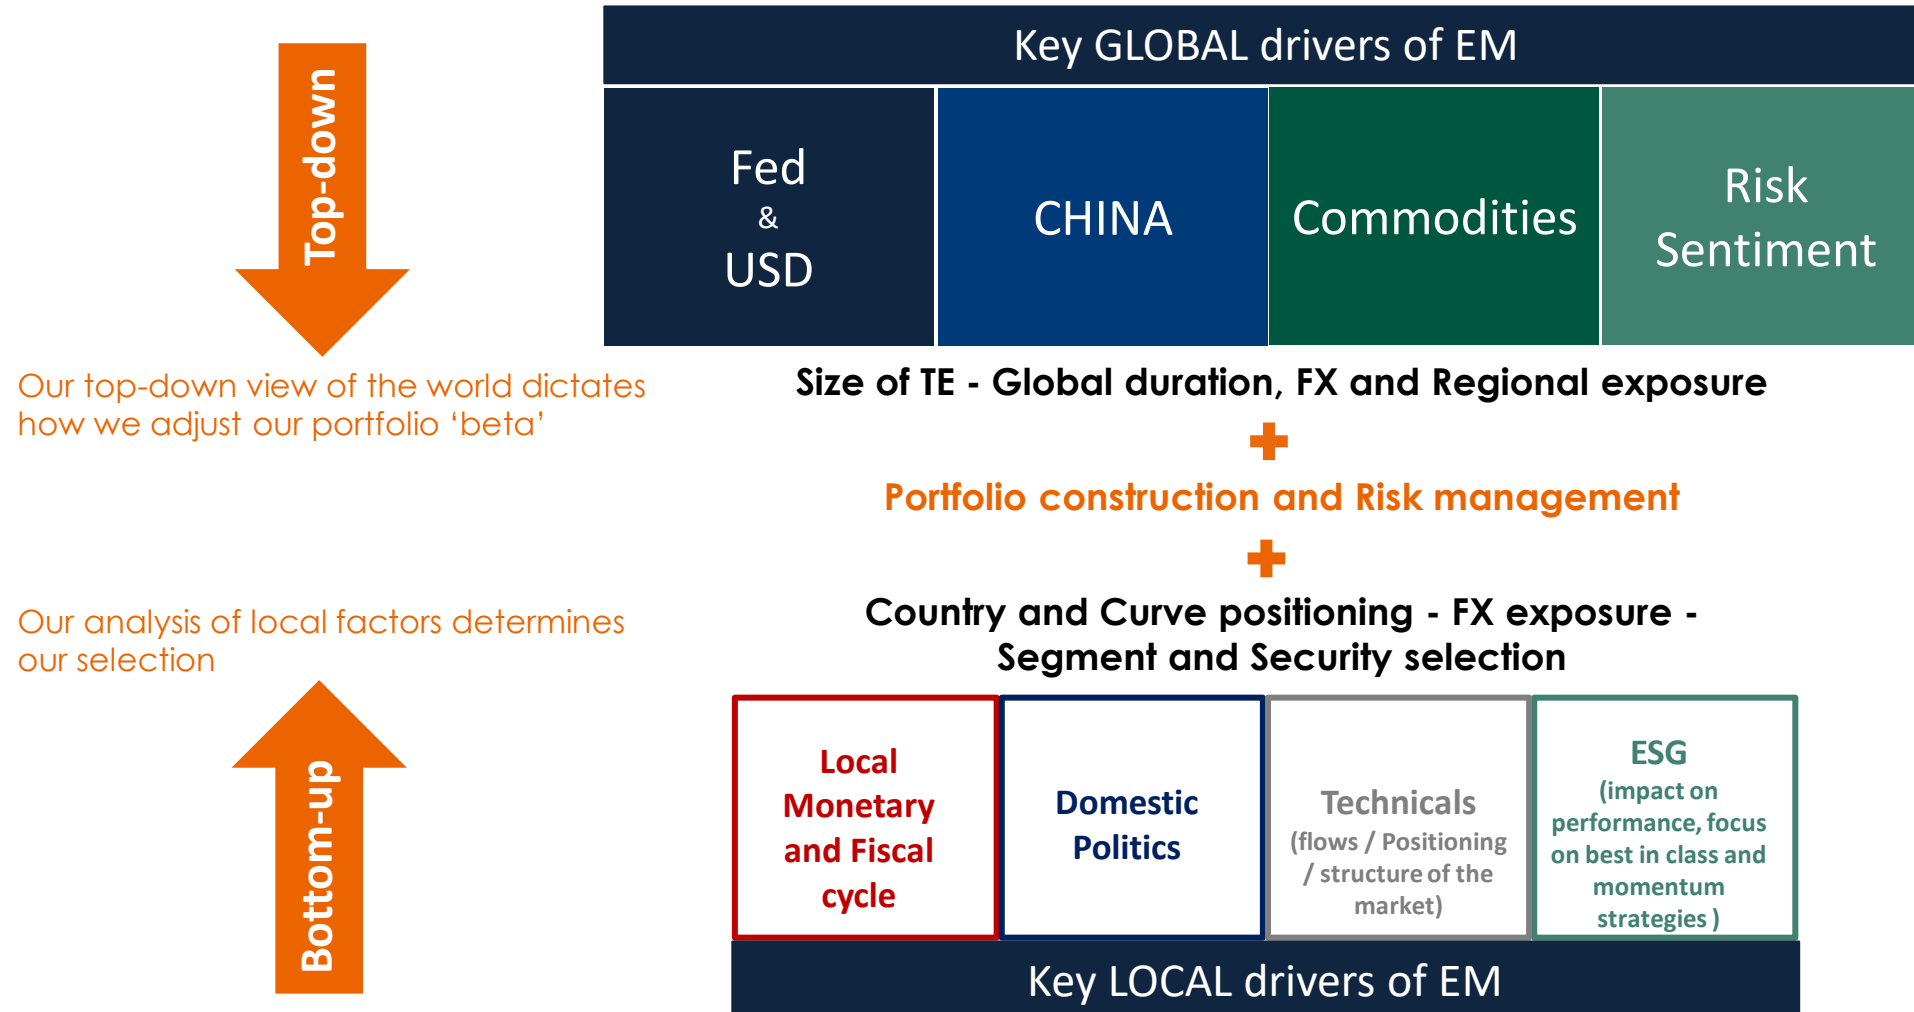 Key GLOBAL drivers of EM
Top-down
Fed
&
USD
CHINA
Commodities
Risk
Sentiment
Our top-down view of the world dictates
how we adjust our portfolio ‘beta’
Size of TE - Global duration, FX and Regional exposure
Portfolio construction and Risk management
Our analysis of local factors determines
our selection
Country and Curve positioning - FX exposure -
Segment and Security selection
Bottom-up
Local
Monetary
and Fiscal
cycle
Domestic
Politics
Technicals
(flows / Positioning
/ structure of the
market)
ESG
(impact on
performance, focus
on best in class and
momentum
strategies )
Key LOCAL drivers of EM